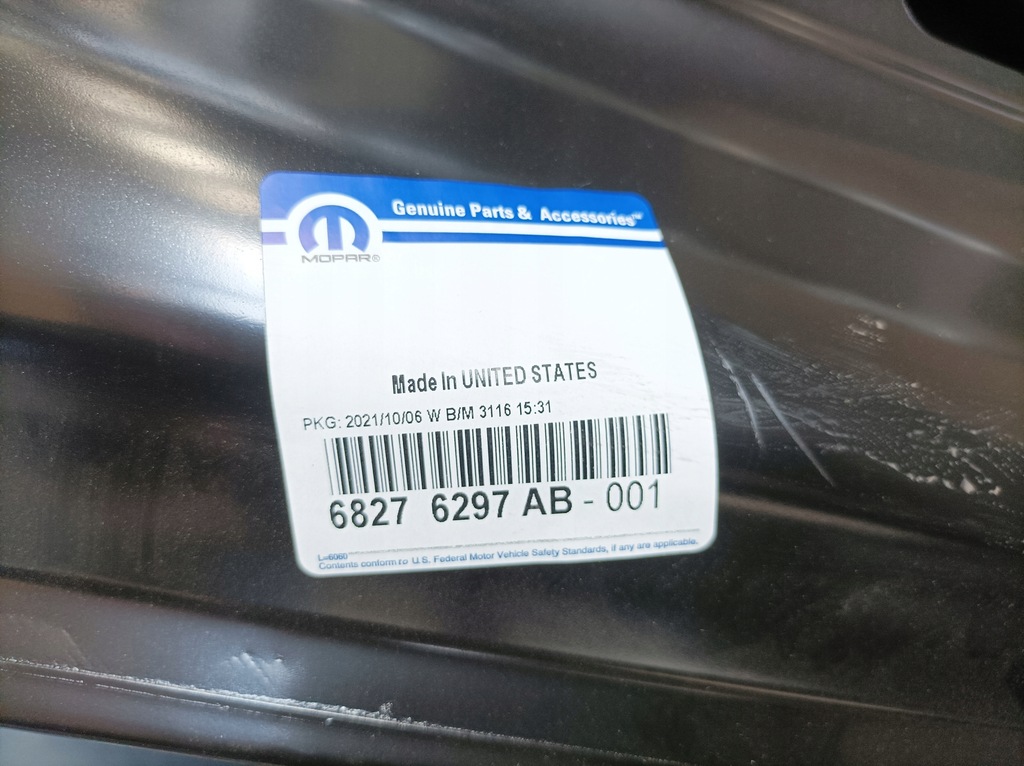 Genuine Parts & Accessories™
MOPAR®
Made In UNITED STATES
PKG: 2021/10/06 W B/M 3116 15:31
6827 6297 AB - 001
L=6060
Contents conform to U.S. Federal Motor Vehicle Safety Standards, if any are applicable.